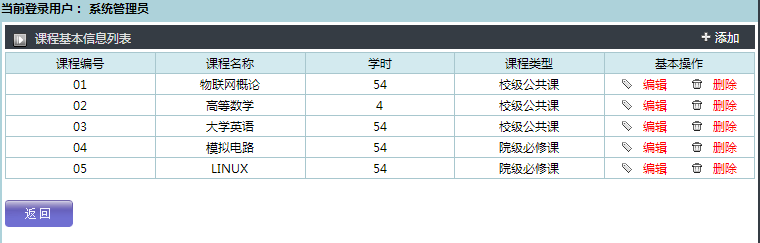 当前登录用户： 系统管理员
课程基本信息列表 添加
课程编号 课程名称 学时 课程类型 基本操作
01 物联网概论 54 校级公共课 编辑 删除
02 高等数学 4 校级公共课 编辑 删除
03 大学英语 54 校级公共课 编辑 删除
04 模拟电路 54 院级必修课 编辑 删除
05 LINUX 54 院级必修课 编辑 删除
返回